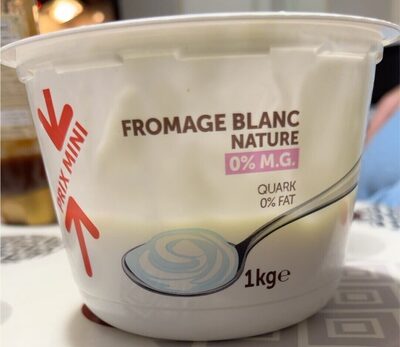 PRIX MINI
FROMAGE BLANC
NATURE
0% M.G.
QUARK
0% FAT
1kg℮